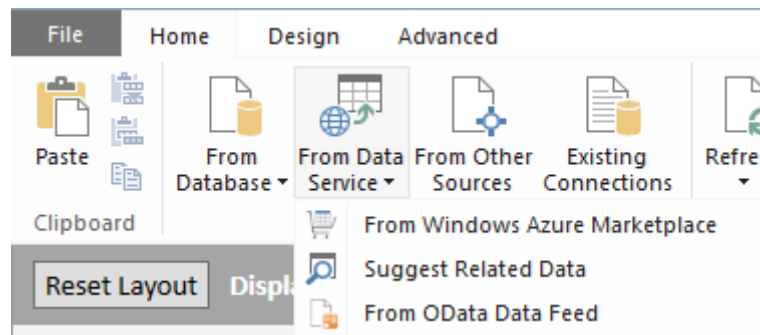 File Home Design Advanced
Paste From Database From Data Service From Other Sources Existing Connections
Clipboard
From Windows Azure Marketplace
Reset Layout
Suggest Related Data
From OData Data Feed